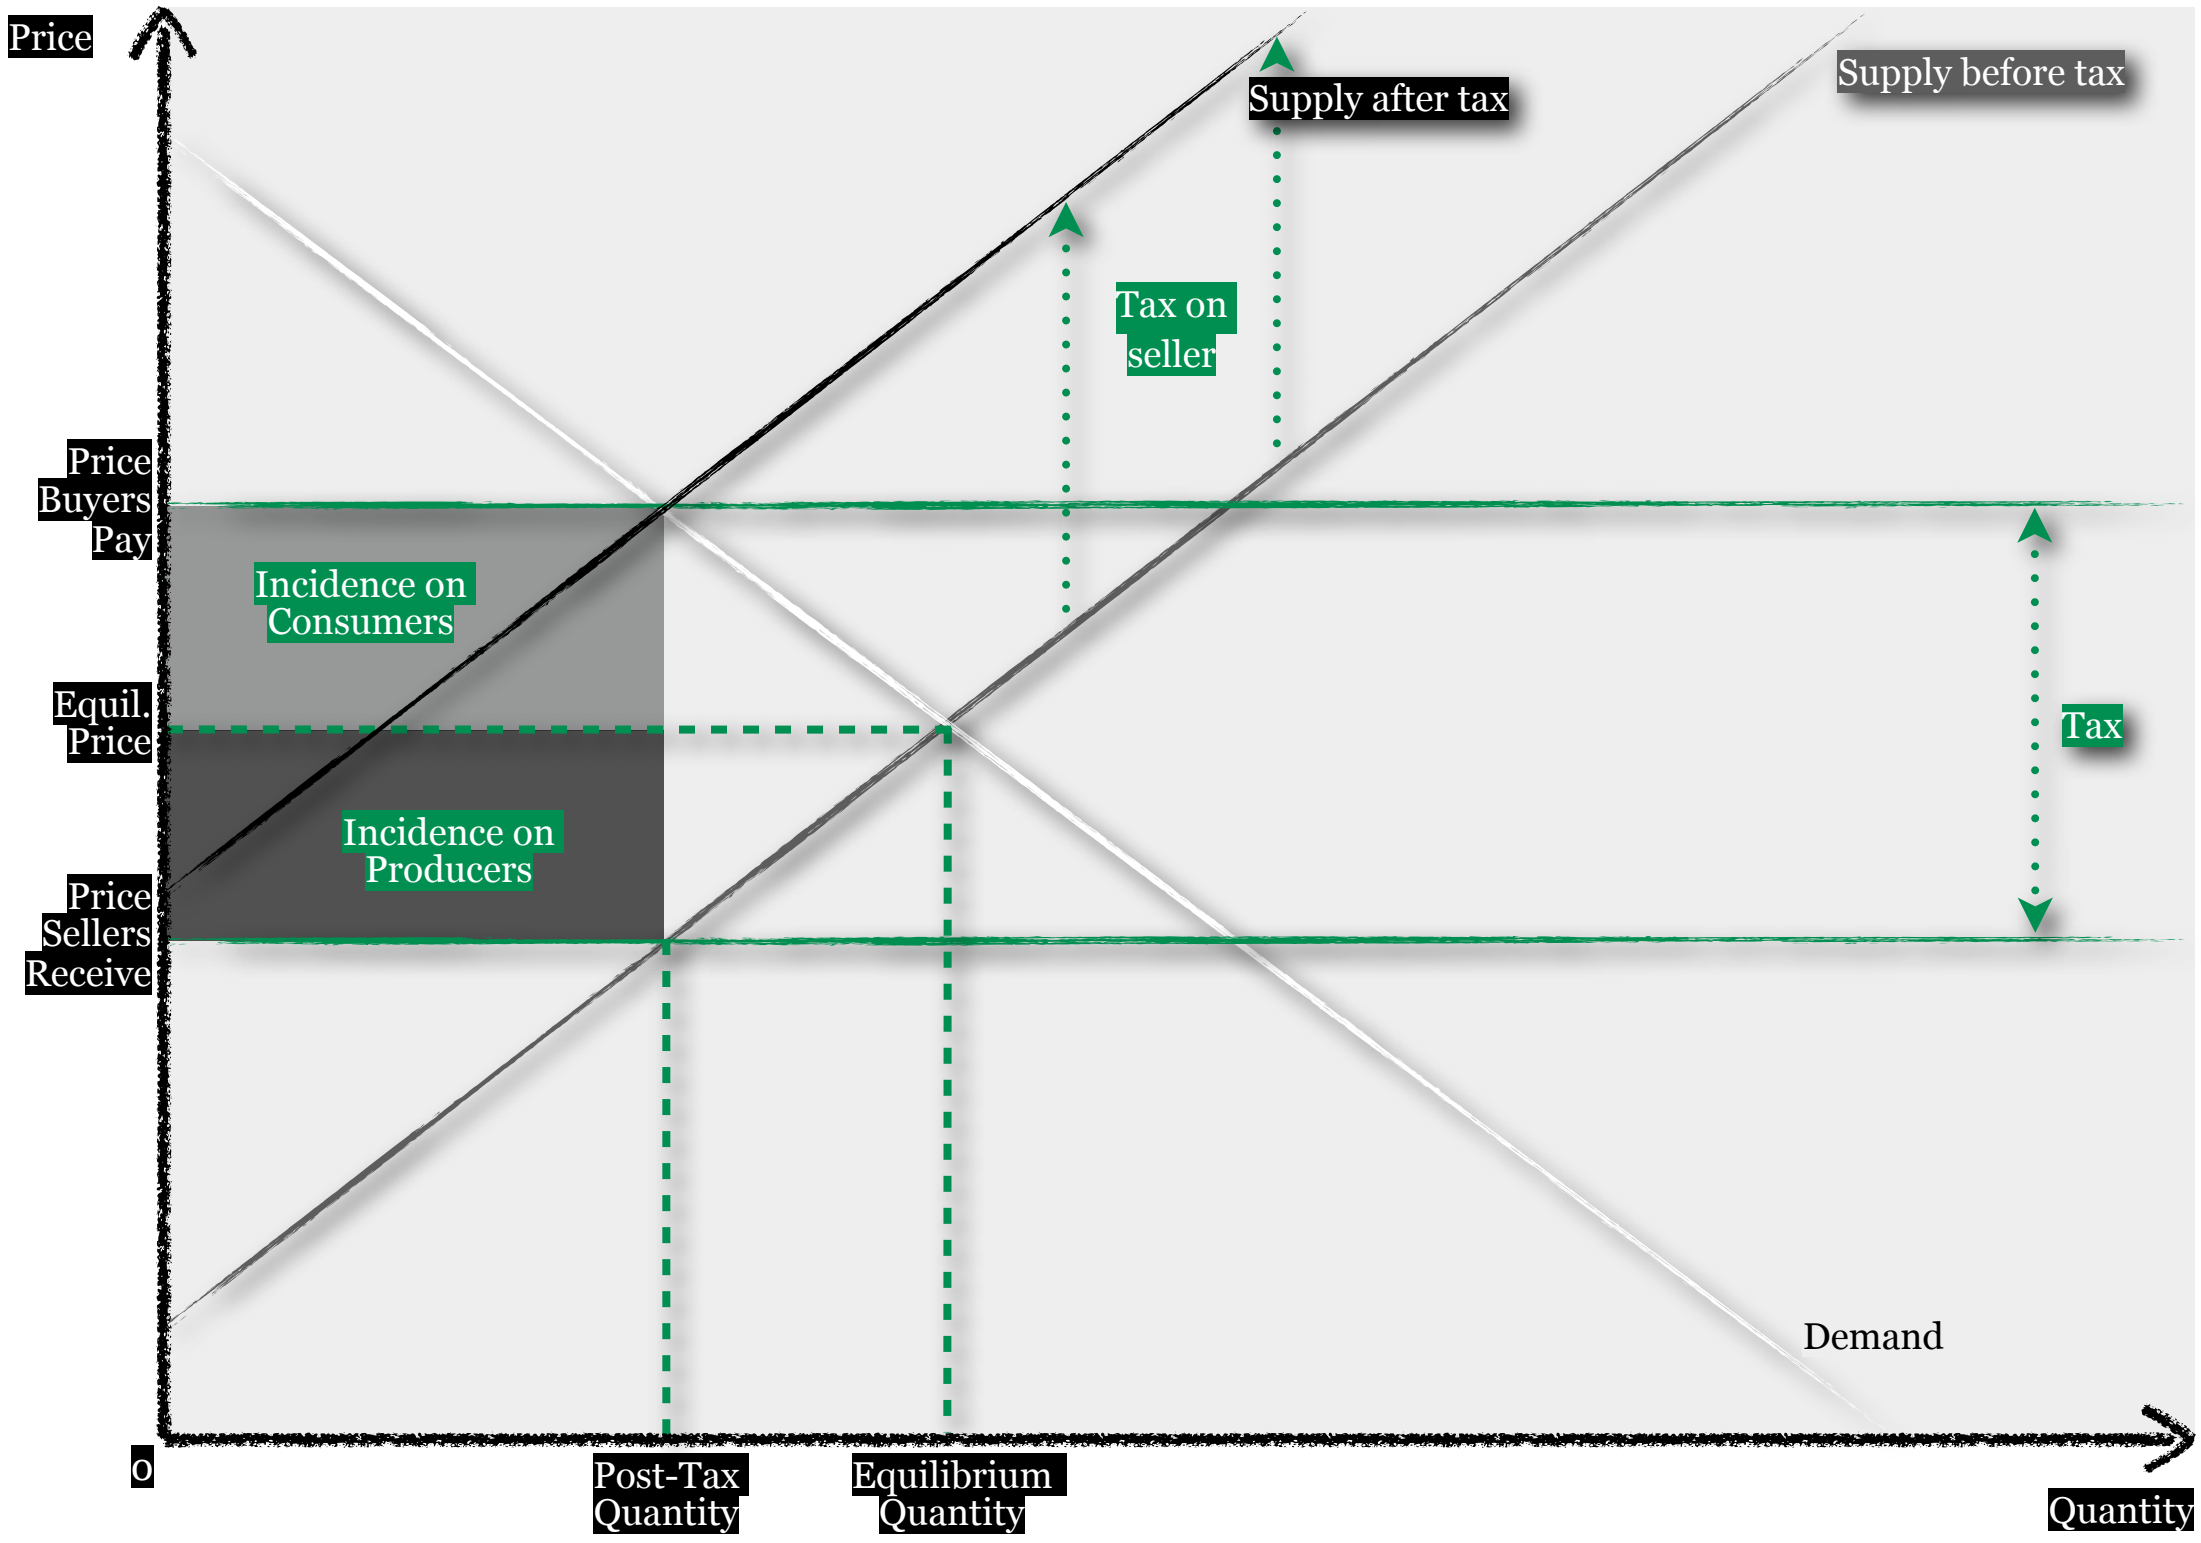 Price
Supply before tax
Supply after tax
Tax on
seller
Price
Buyers
Pay
Incidence on
Consumers
Equil.
Price
Tax
Incidence on
Producers
Price
Sellers
Receive
Demand
0
Post-Tax
Quantity
Equilibrium
Quantity
Quantity